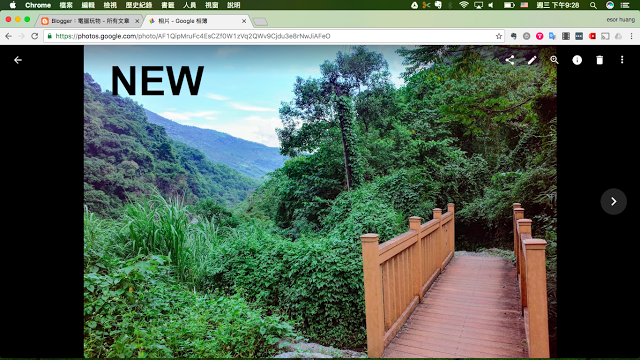 Chrome 檔案 編輯 檢視 歷史紀錄 書籤 人員 視窗 說明
週三 下午9:28
Blogger：電腦玩物 - 所有文章
相片 - Google 相簿
esor huang
https://photos.google.com/photo/
NEW